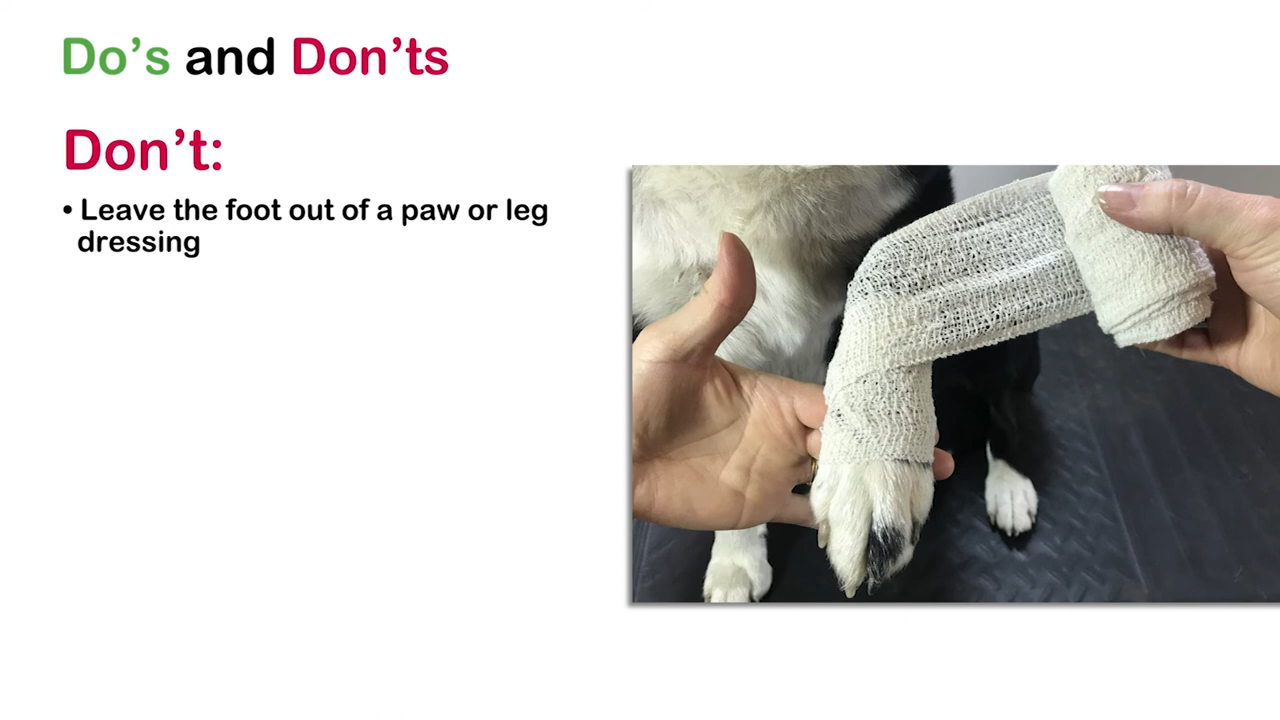 Do’s and Don’ts
Don’t:
• Leave the foot out of a paw or leg
dressing